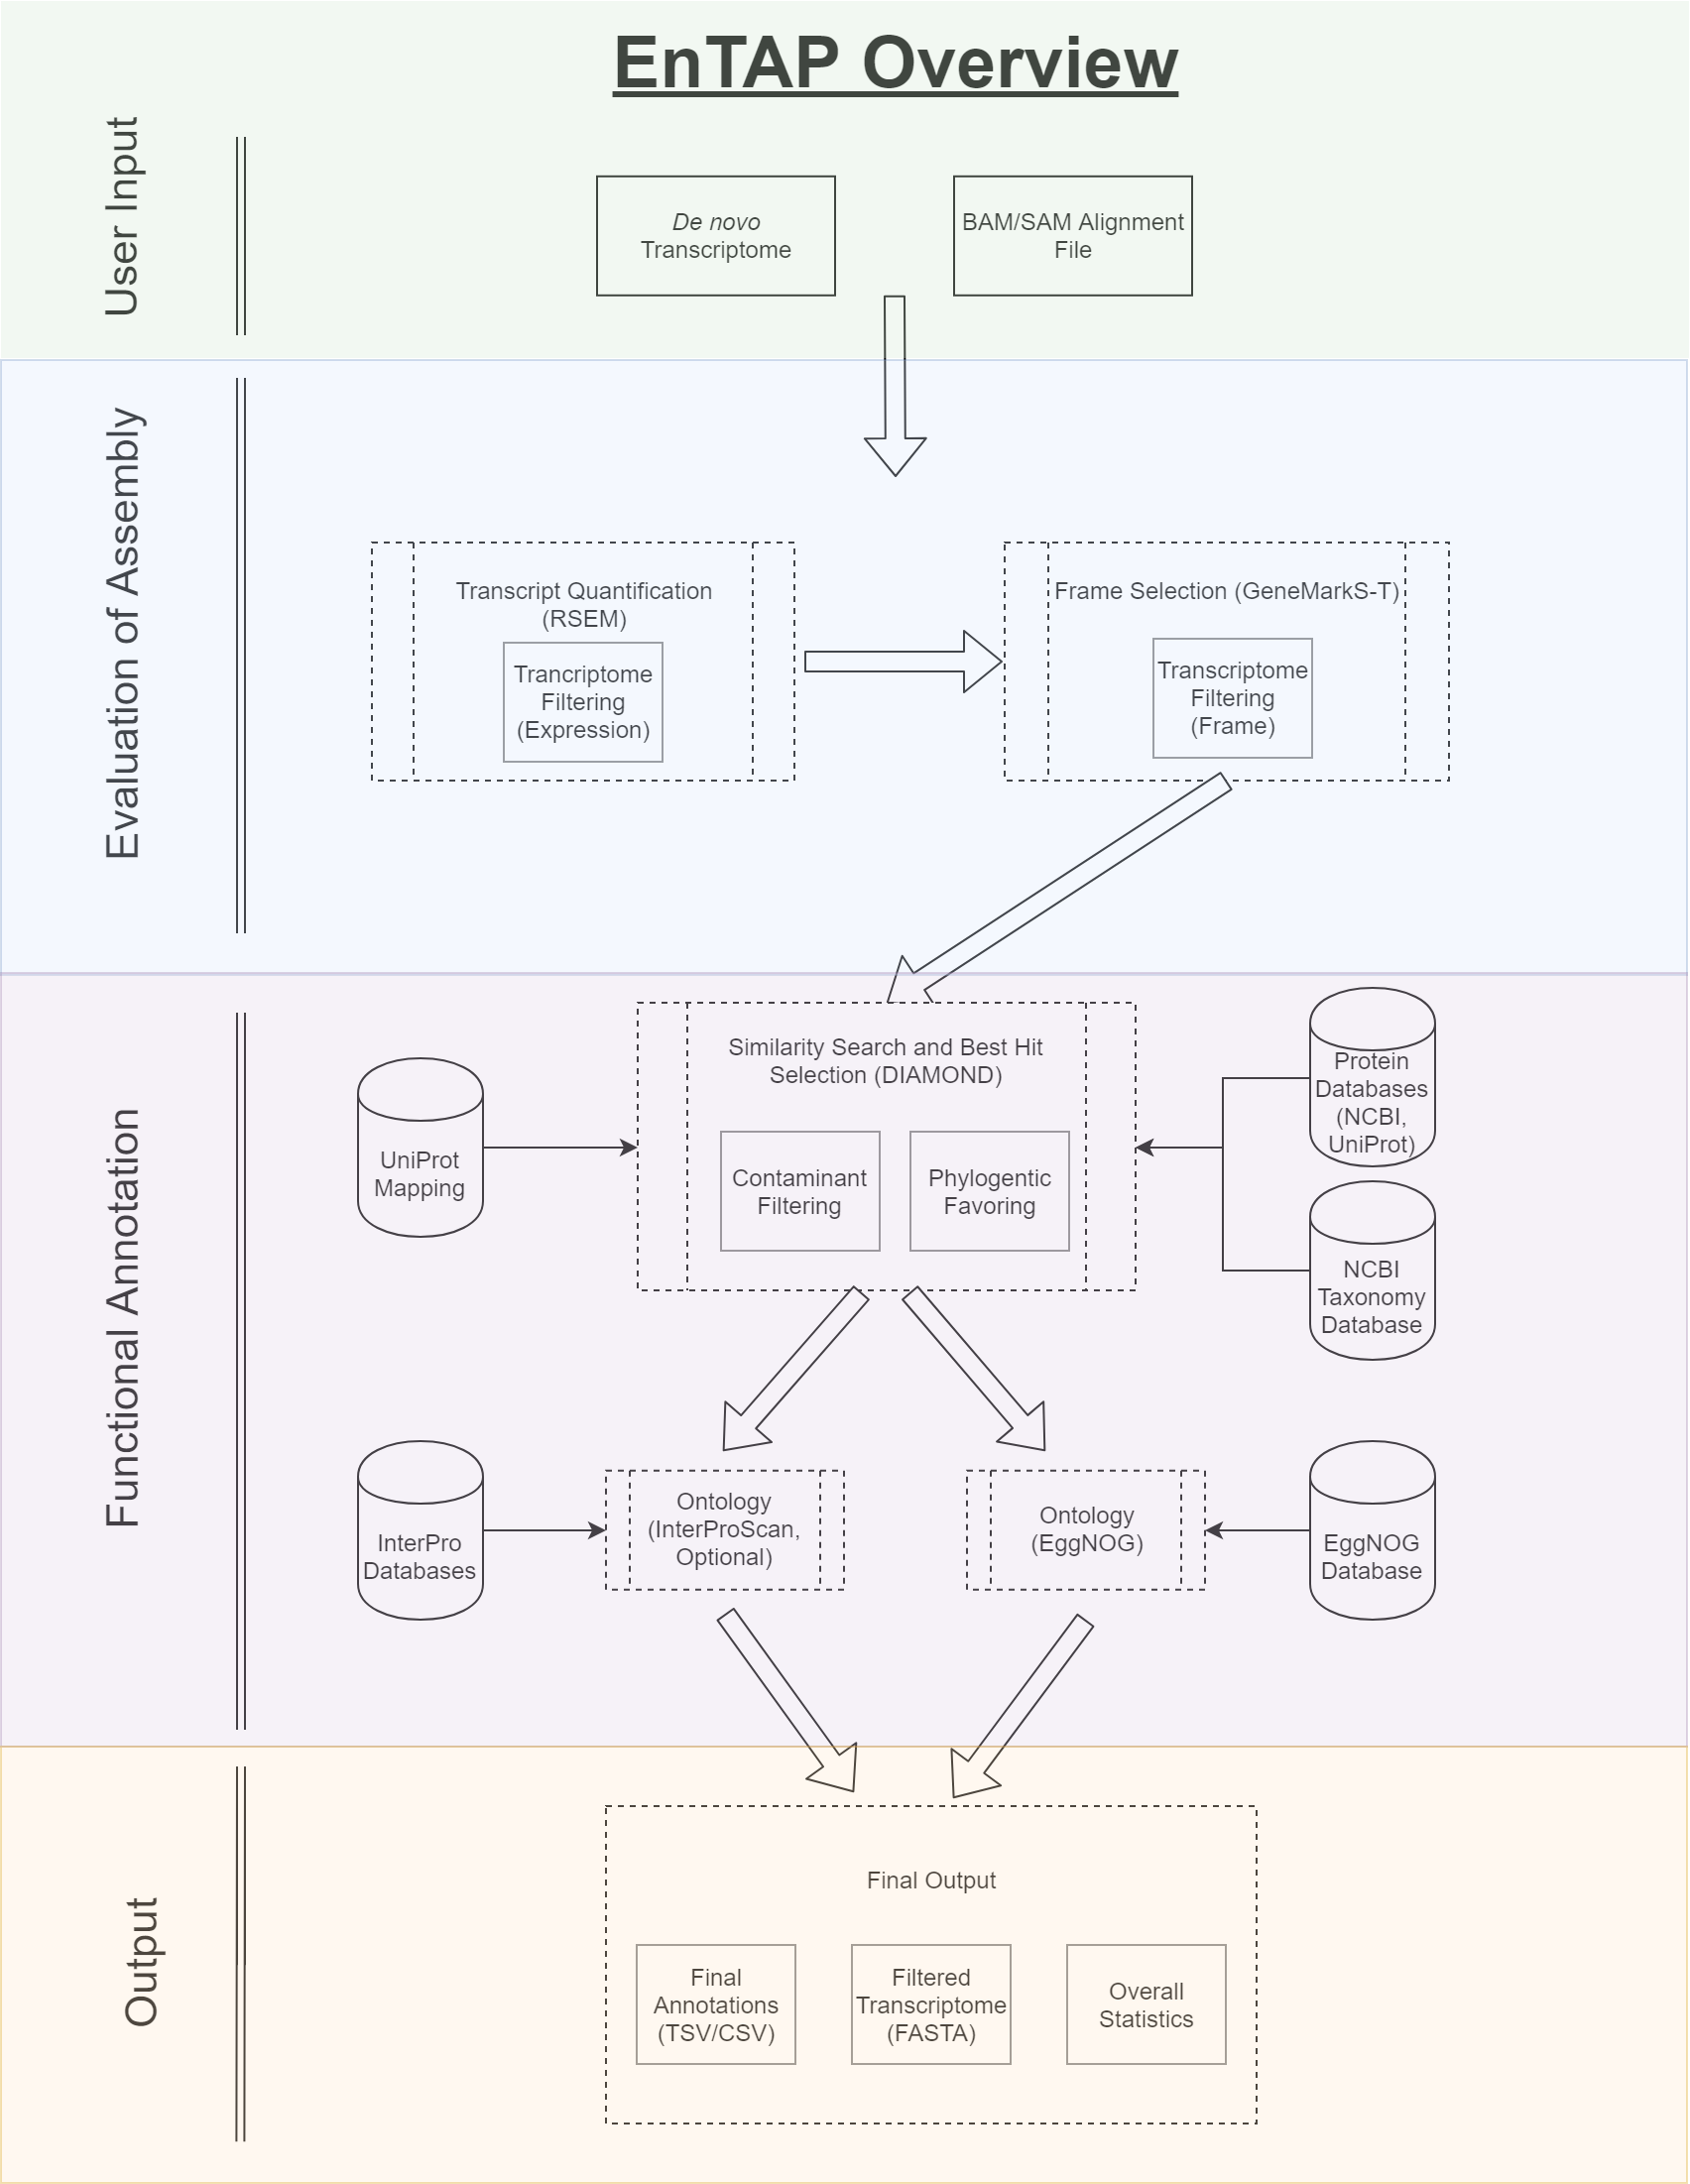 EnTAP Overview
User Input
De novo
Transcriptome
BAM/SAM Alignment
File
Evaluation of Assembly
Transcript Quantification
(RSEM)
Trancriptome
Filtering
(Expression)
Frame Selection (GeneMarkS-T)
Transcriptome
Filtering
(Frame)
Functional Annotation
Similarity Search and Best Hit
Selection (DIAMOND)
Contaminant
Filtering
Phylogentic
Favoring
UniProt
Mapping
Protein
Databases
(NCBI,
UniProt)
NCBI
Taxonomy
Database
InterPro
Databases
Ontology
(InterProScan,
Optional)
Ontology
(EggNOG)
EggNOG
Database
Output
Final Output
Final
Annotations
(TSV/CSV)
Filtered
Transcriptome
(FASTA)
Overall
Statistics